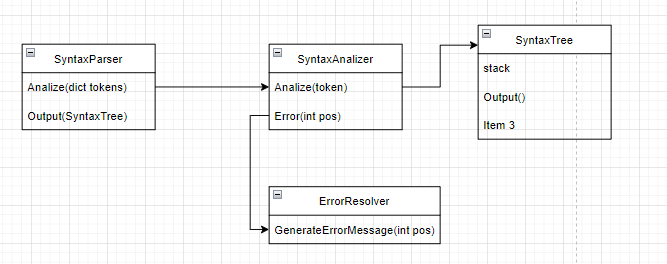 SyntaxParser
Analize(dict tokens)
Output(SyntaxTree)
SyntaxAnalizer
Analize(token)
Error(int pos)
SyntaxTree
stack
Output()
Item 3
ErrorResolver
GenerateErrorMessage(int pos)